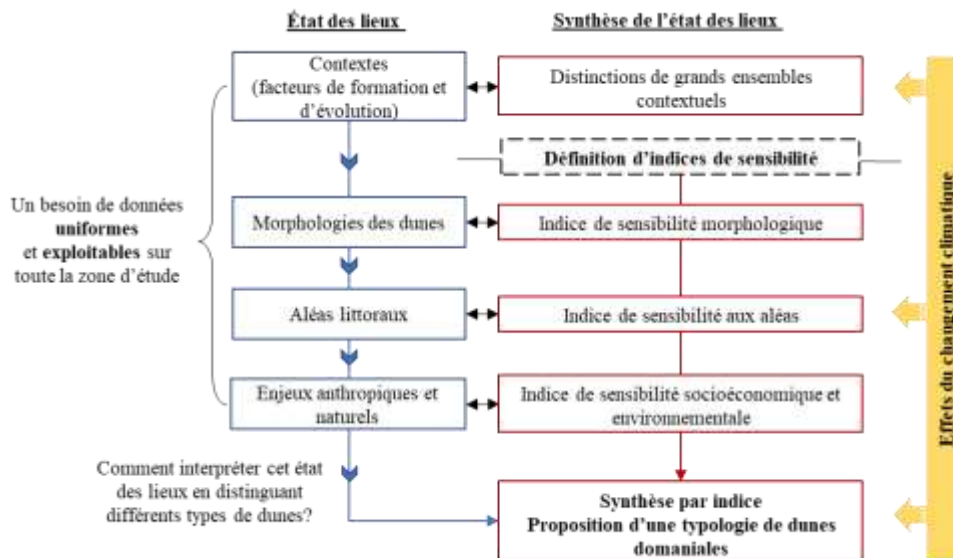 État des lieux
Synthèse de l'état des lieux
Contextes
(facteurs de formation et
d'évolution)
Distinctions de grands ensembles
contextuels
Définition d'indices de sensibilité
Un besoin de données
uniformes
et exploitables sur
toute la zone d'étude
Morphologies des dunes
Indice de sensibilité morphologique
Aléas littoraux
Indice de sensibilité aux aléas
Enjeux anthropiques et
naturels
Indice de sensibilité socioéconomique et
environnementale
Comment interpréter cet état
des lieux en distinguant
différents types de dunes?
Synthèse par indice
Proposition d'une typologie de dunes
domaniales
Effets du changement climatique